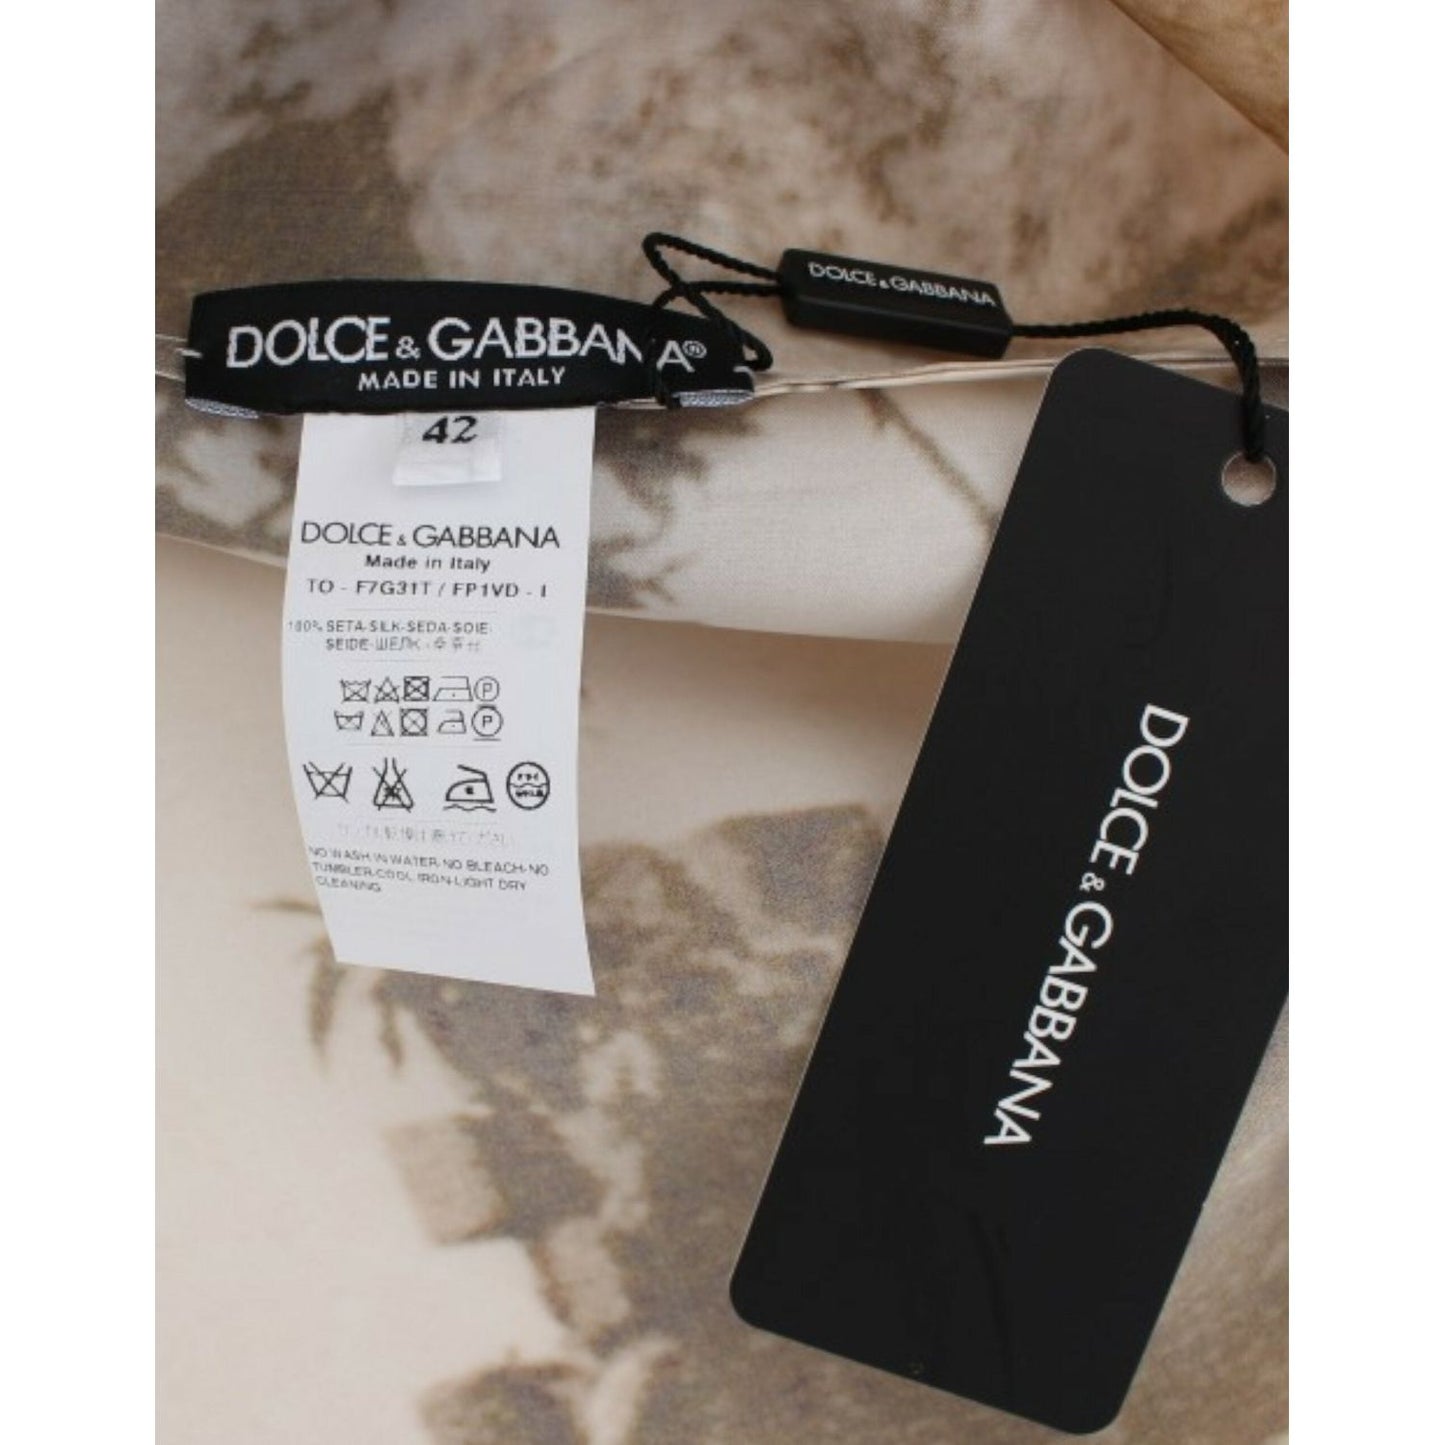 DOLCE & GABBANA®
MADE IN ITALY
42
DOLCE & GABBANA
Made in Italy
TO - F7G31T / FP1VD - I
100% SETA-SILK-SEDA-SOIE
SEIDE-ШЕЛК-
P
P
NO WASH IN WATER-NO BLEACH-NO
TUMBLER-COOL IRON-LIGHT DRY
CLEANING
DOLCE & GABBANA
DOLCE & GABBANA